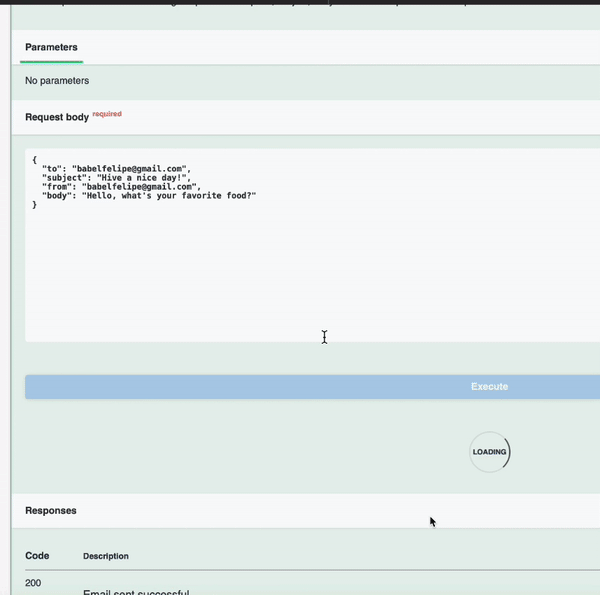 Parameters
No parameters
Request body required
{
"to": "babelfelipe@gmail.com",
"subject": "Hive a nice day!",
"from": "babelfelipe@gmail.com",
"body": "Hello, what's your favorite food?"
}
Execute
LOADING
Responses
Code Description
200
Email sent successful